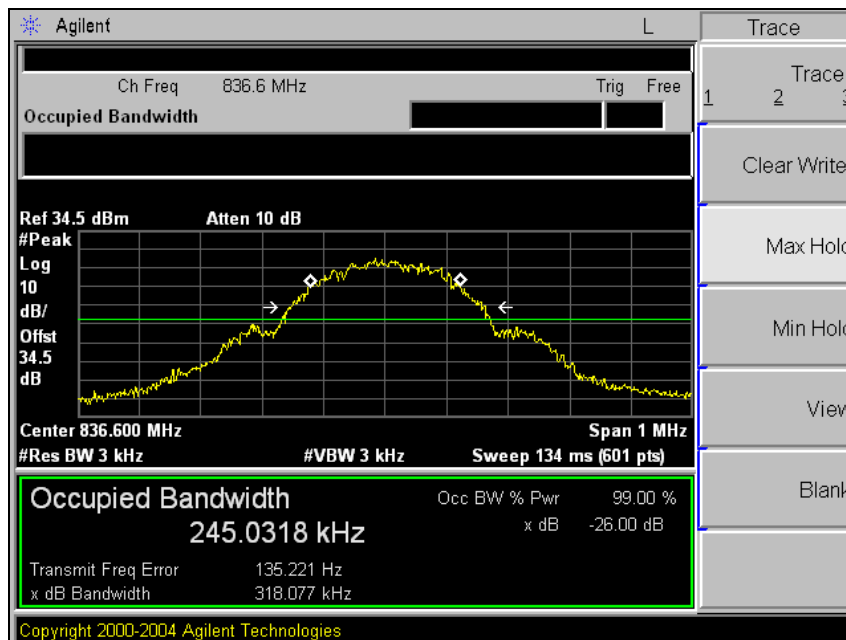 Agilent L Trace
Ch Freq 836.6 MHz Trig Free
Occupied Bandwidth
Trace
1 2
Clear Write
Max Hold
Min Hold
View
Blank
Ref 34.5 dBm Atten 10 dB
#Peak
Log
10
dB/
Offst
34.5
dB
Center 836.600 MHz Span 1 MHz
#Res BW 3 kHz #VBW 3 kHz Sweep 134 ms (601 pts)
Occupied Bandwidth Occ BW % Pwr 99.00 %
245.0318 kHz x dB -26.00 dB
Transmit Freq Error 135.221 Hz
x dB Bandwidth 318.077 kHz
Copyright 2000-2004 Agilent Technologies